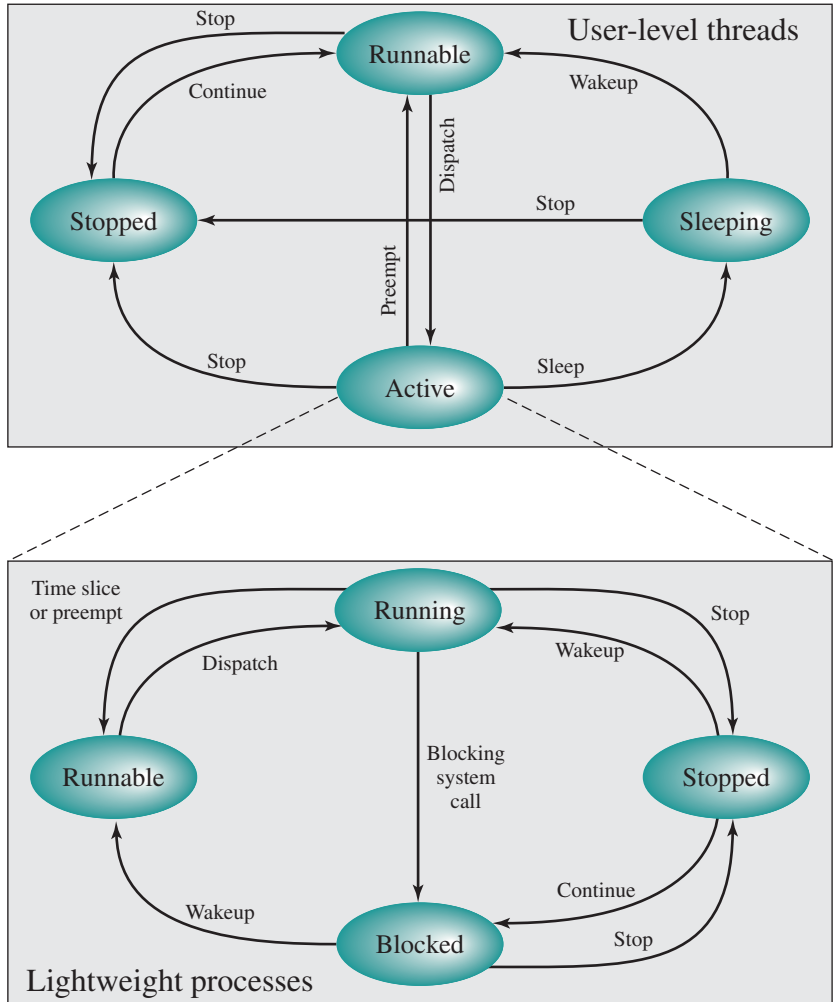 User-level threads
Stop
Runnable
Continue
Wakeup
Dispatch
Stopped
Stop
Sleeping
Preempt
Stop
Sleep
Active
Time slice
or preempt
Running
Stop
Dispatch
Wakeup
Runnable
Blocking
system
call
Stopped
Continue
Wakeup
Blocked
Stop
Lightweight processes